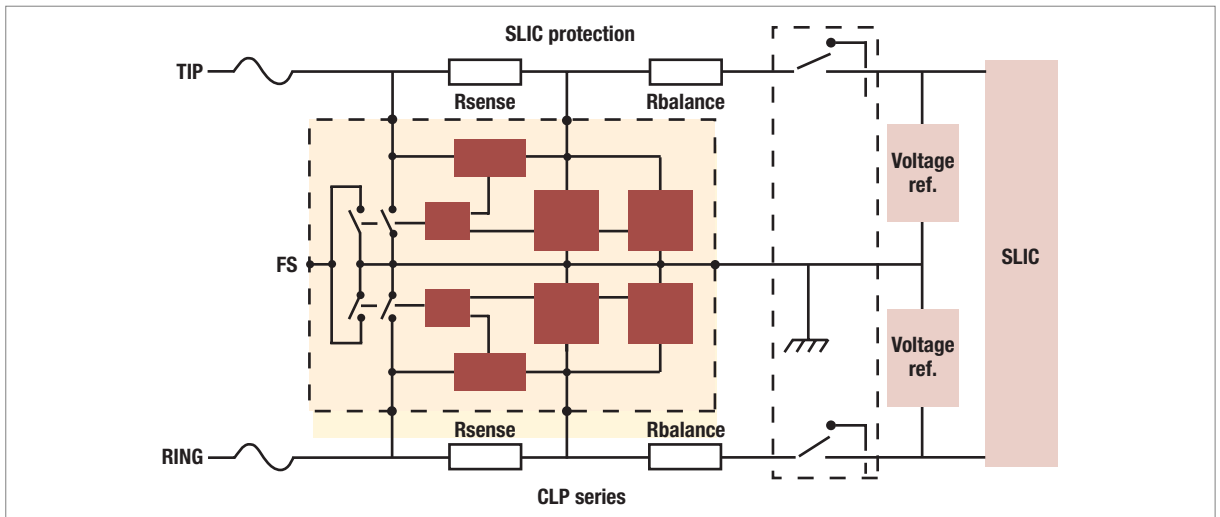 SLIC protection
TIP
Rsense
Rbalance
Voltage
ref.
FS
SLIC
Voltage
ref.
Rsense
Rbalance
RING
CLP series